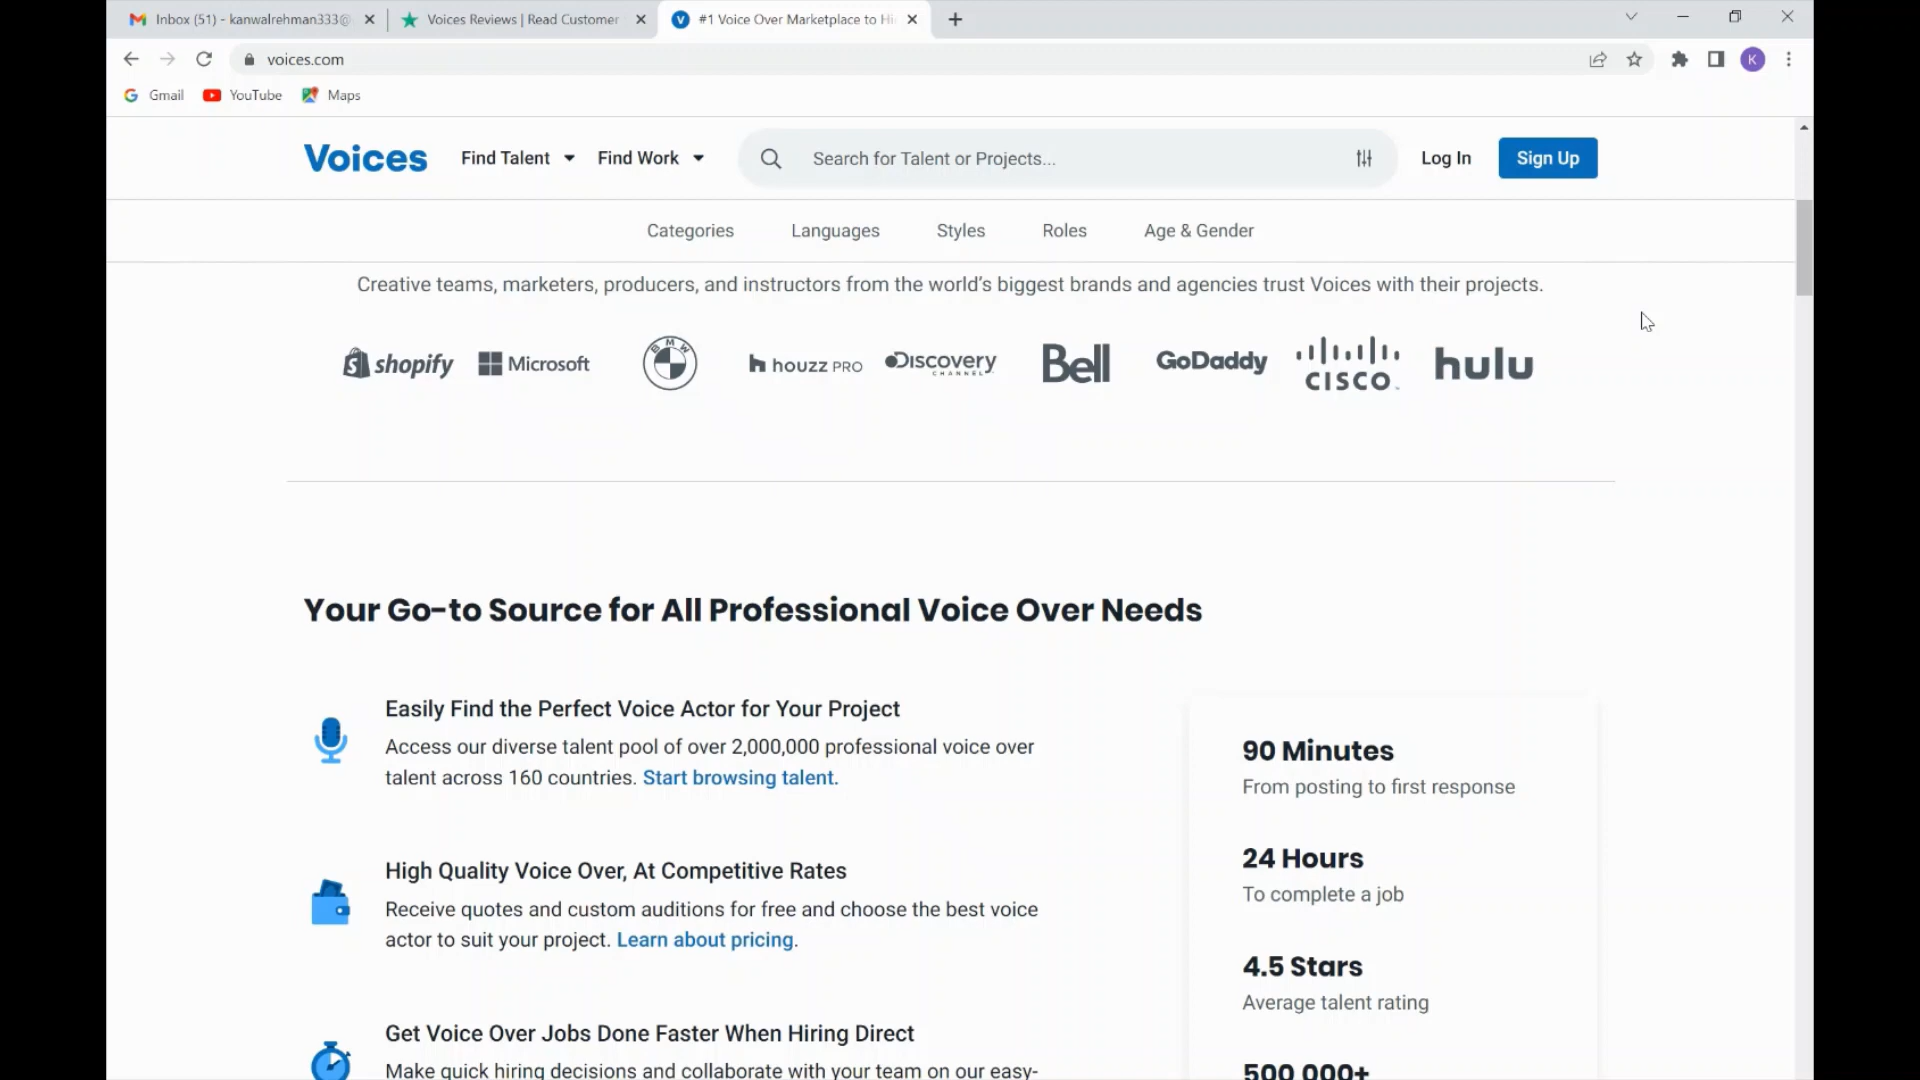 Inbox (51) - kanwalrehman333@
Voices Reviews | Read Customer
#1 Voice Over Marketplace to Hi
voices.com
K
Gmail
YouTube
Maps
Voices
Find Talent
Find Work
Search for Talent or Projects...
Log In
Sign Up
Categories
Languages
Styles
Roles
Age & Gender
Creative teams, marketers, producers, and instructors from the world's biggest brands and agencies trust Voices with their projects.
shopify
Microsoft
BMW
houzz PRO
Discovery
CHANNEL
Bell
GoDaddy
CISCO
hulu
Your Go-to Source for All Professional Voice Over Needs
Easily Find the Perfect Voice Actor for Your Project
Access our diverse talent pool of over 2,000,000 professional voice over
talent across 160 countries. Start browsing talent.
High Quality Voice Over, At Competitive Rates
Receive quotes and custom auditions for free and choose the best voice
actor to suit your project. Learn about pricing.
Get Voice Over Jobs Done Faster When Hiring Direct
Make quick hiring decisions and collaborate with your team on our easy-
90 Minutes
From posting to first response
24 Hours
To complete a job
4.5 Stars
Average talent rating
500,000+